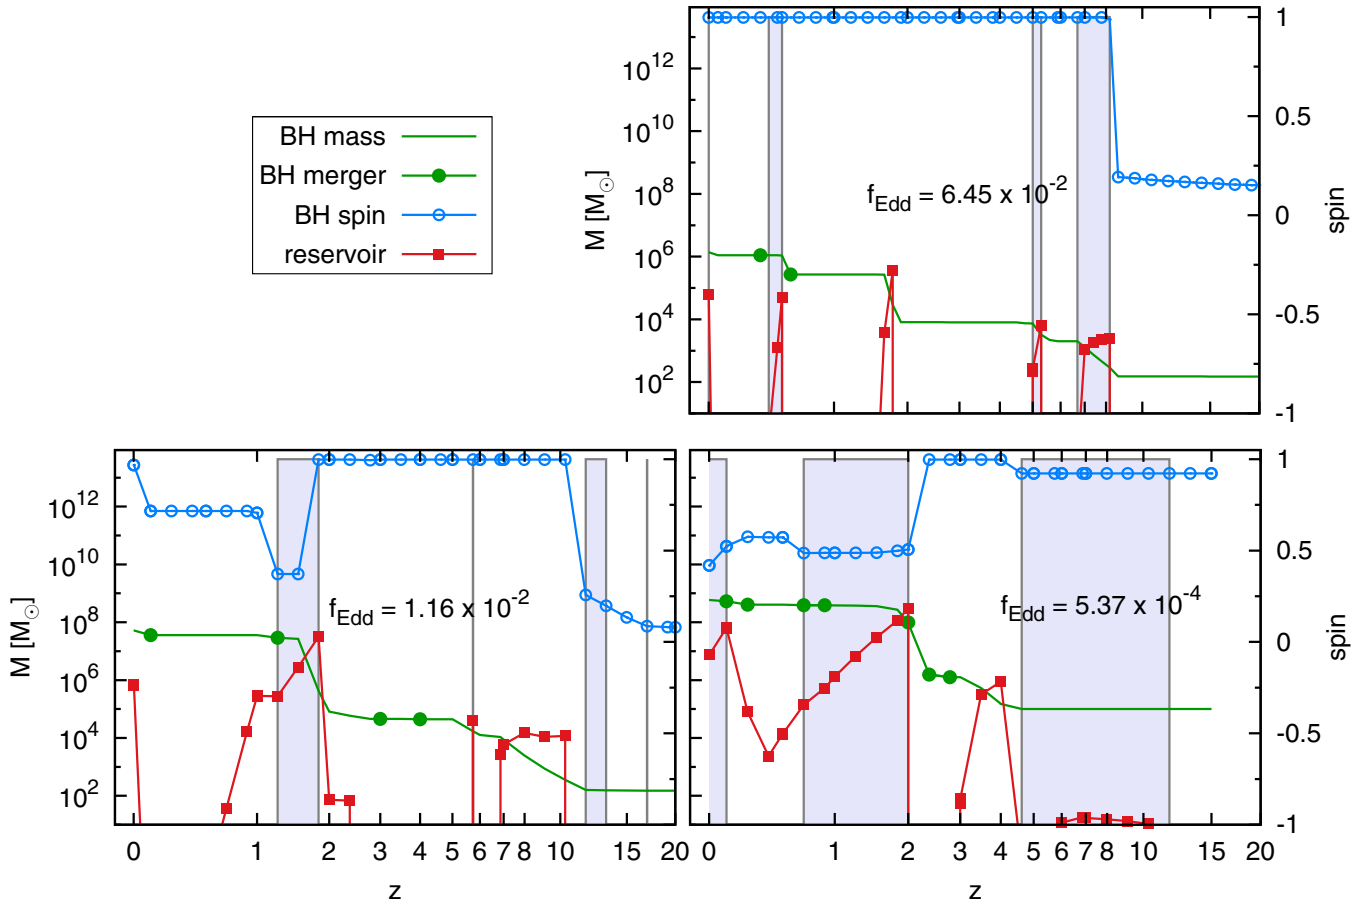 BH mass
BH merger
BH spin
reservoir
10^12
10^10
10^8
10^6
10^4
10^2
M [M_⊙]
f_Edd = 6.45 x 10^-2
1
0.5
0
-0.5
-1
spin
10^12
10^10
10^8
10^6
10^4
10^2
M [M_⊙]
f_Edd = 1.16 x 10^-2
0 1 2 3 4 5 6 7 8 10 15 20
z
f_Edd = 5.37 x 10^-4
1
0.5
0
-0.5
-1
spin
0 1 2 3 4 5 6 7 8 10 15 20
z